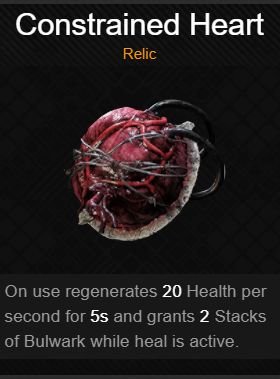 Constrained Heart
Relic
On use regenerates 20 Health per
second for 5s and grants 2 Stacks
of Bulwark while heal is active.